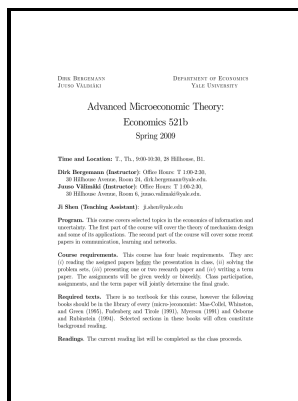 DIRK BERGEMANN DEPARTMENT OF ECONOMICS
JUUSO VÄLIMÄKI YALE UNIVERSITY
Advanced Microeconomic Theory:
Economics 521b
Spring 2009
Time and Location: T., Th., 9:00-10:30, 28 Hillhouse, B1.
Dirk Bergemann (Instructor): Office Hours: T 1:00-2:30,
30 Hillhouse Avenue, Room 24, dirk.bergemann@yale.edu.
Juuso Välimäki (Instructor): Office Hours: T 1:00-2:30,
30 Hillhouse Avenue, Room 6, juuso.valimaki@yale.edu.
Ji Shen (Teaching Assistant): ji.shen@yale.edu
Program. This course covers selected topics in the economics of information and
uncertainty. The first part of the course will cover the theory of mechanism design
and some of its applications. The second part of the course will cover some recent
papers in communication, learning and networks.
Course requirements. This course has four basic requirements. They are:
(i) reading the assigned papers before the presentation in class, (ii) solving the
problem sets, (iii) presenting one or two research paper and (iv) writing a term
paper. The assignments will be given weekly or biweekly. Class participation,
assignments, and the term paper will jointly determine the final grade.
Required texts. There is no textbook for this course, however the following
books should be in the library of every (micro)economist: Mas-Collel, Whinston,
and Green (1995), Fudenberg and Tirole (1991), Myerson (1991) and Osborne
and Rubinstein (1994). Selected sections in these books will often constitute
background reading.
Readings. The current reading list will be completed as the class proceeds.